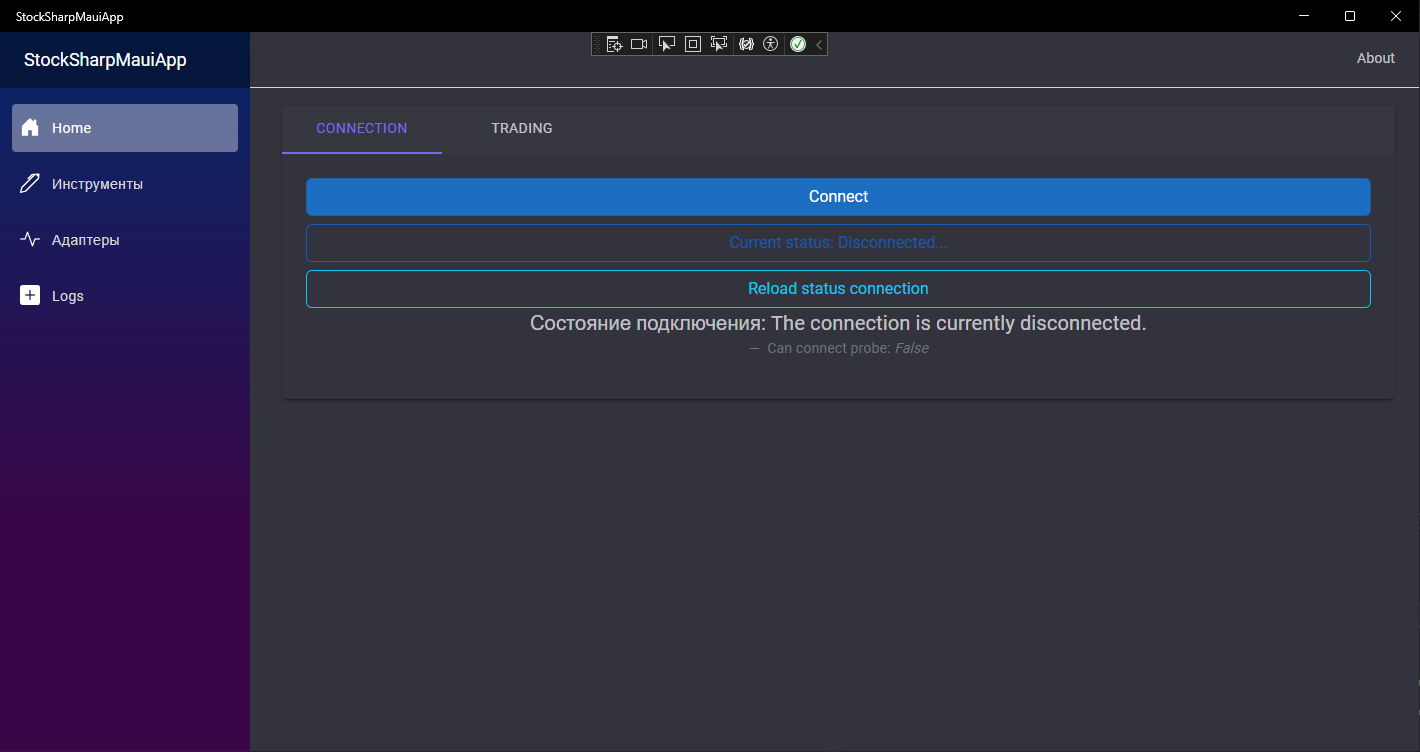 StockSharpMauiApp
StockSharpMauiApp
About
Home
Инструменты
Адаптеры
Logs
CONNECTION TRADING
Connect
Current status: Disconnected...
Reload status connection
Состояние подключения: The connection is currently disconnected.
— Can connect probe: False